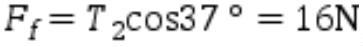 F_f = T_2cos37 ° = 16N